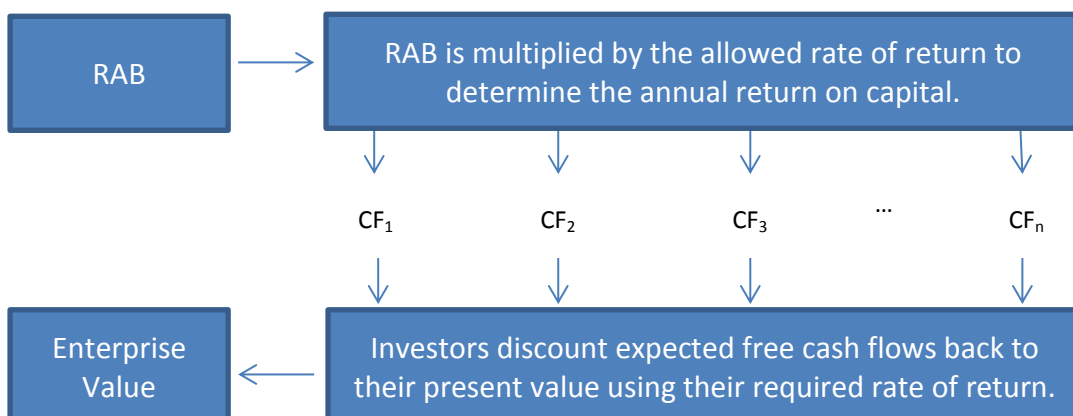 RAB
RAB is multiplied by the allowed rate of return to
determine the annual return on capital.
CF₁
CF₂
CF₃
...
CFₙ
Enterprise
Value
Investors discount expected free cash flows back to
their present value using their required rate of return.